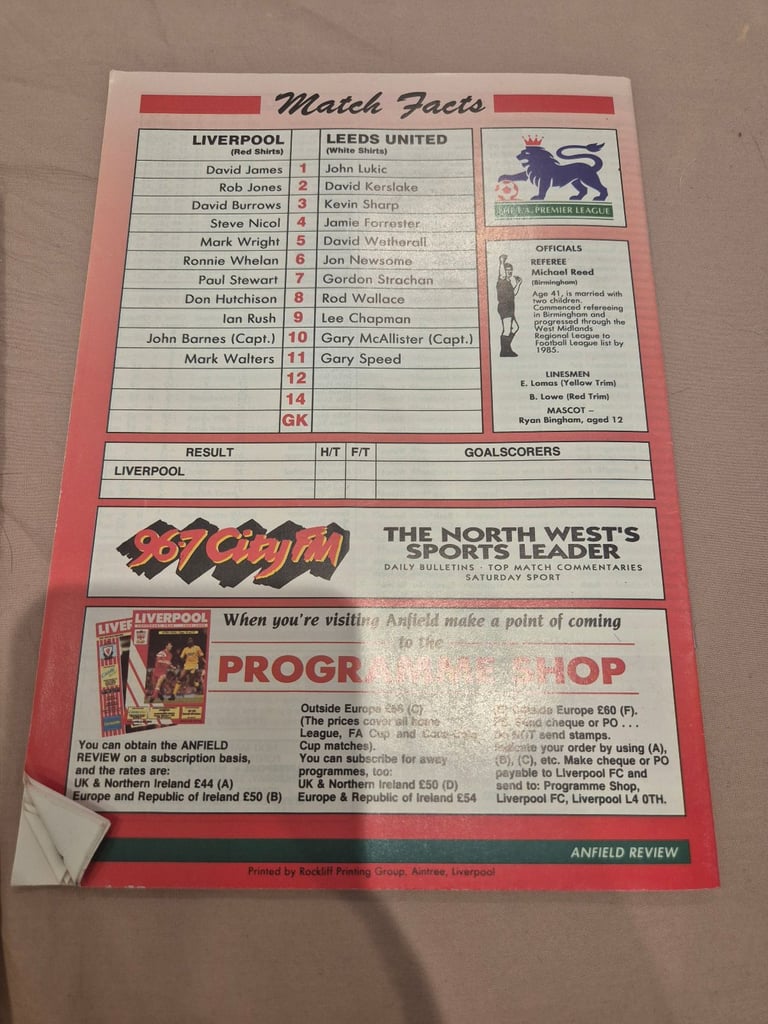 Match Facts
LIVERPOOL LEEDS UNITED
(Red Shirts) (White Shirts)
David James 1 John Lukic
Rob Jones 2 David Kerslake
David Burrows 3 Kevin Sharp
Steve Nicol 4 Jamie Forrester
Mark Wright 5 David Wetherall
Ronnie Whelan 6 Jon Newsome
Paul Stewart 7 Gordon Strachan
Don Hutchison 8 Rod Wallace
Ian Rush 9 Lee Chapman
John Barnes (Capt.) 10 Gary McAllister (Capt.)
Mark Walters 11 Gary Speed
12
14
GK
THE F.A. PREMIER LEAGUE
OFFICIALS
REFEREE
Michael Reed
(Birmingham)
Age 41, is married with
two children.
Commenced refereeing
in Birmingham and
progressed through the
West Midlands
Regional League to
Football League list by
1985.
LINESMEN
E. Lomas (Yellow Trim)
B. Lowe (Red Trim)
MASCOT –
Ryan Bingham, aged 12
RESULT H/T F/T GOALSCORERS
LIVERPOOL
96.7 City FM
THE NORTH WEST'S
SPORTS LEADER
DAILY BULLETINS · TOP MATCH COMMENTARIES
SATURDAY SPORT
LIVERPOOL
When you're visiting Anfield make a point of coming
to the
PROGRAMME SHOP
You can obtain the ANFIELD
REVIEW on a subscription basis,
and the rates are:
UK & Northern Ireland £44 (A)
Europe and Republic of Ireland £50 (B)
Outside Europe (C)
(The prices cover all home
League, FA Cup and Coca-Cola
Cup matches).
You can subscribe for away
programmes, too:
UK & Northern Ireland £50 (D)
Europe & Republic of Ireland £54
Outside Europe £60 (F).
Send cheque or PO . . .
Do NOT send stamps.
Indicate your order by using (A),
(B), (C), etc. Make cheque or PO
payable to Liverpool FC and
send to: Programme Shop,
Liverpool FC, Liverpool L4 0TH.
ANFIELD REVIEW
Printed by Rockliff Printing Group, Aintree, Liverpool